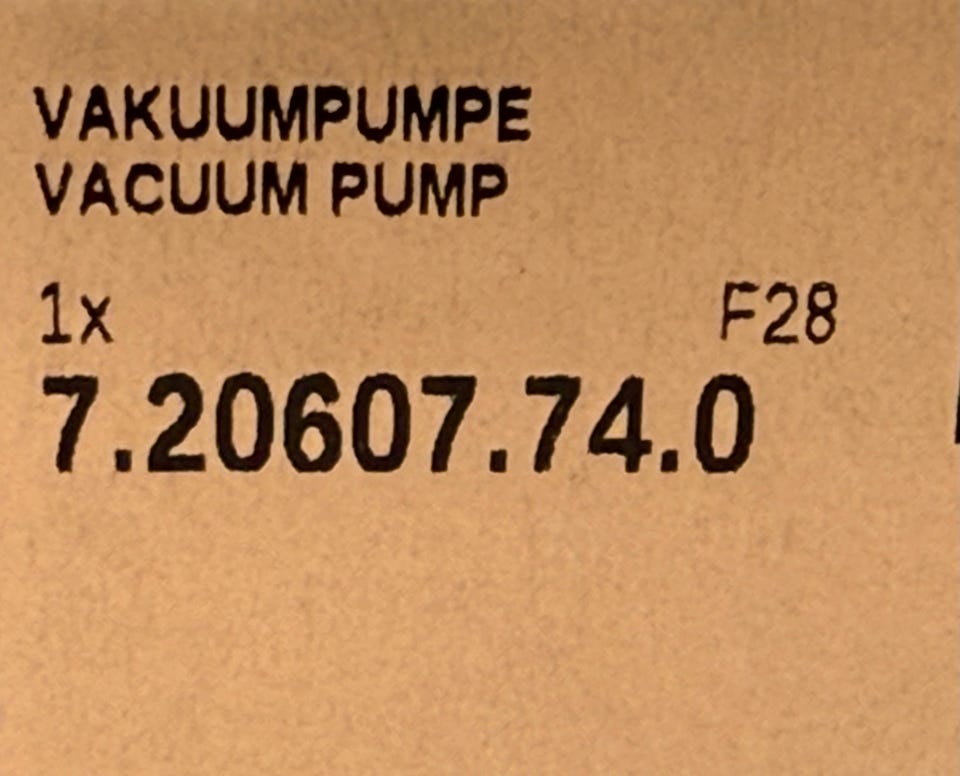 VAKUUMPUMPE
VACUUM PUMP
1x F28
7.20607.74.0